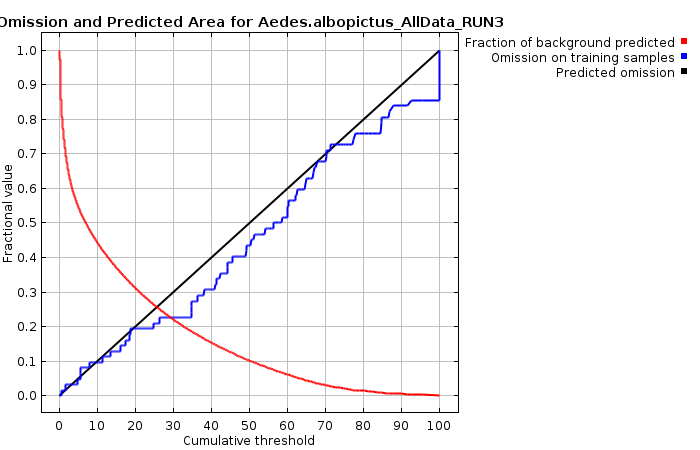 Omission and Predicted Area for Aedes.albopictus_AllData_RUN3
Fraction of background predicted
Omission on training samples
Predicted omission
Fractional value
1.0
0.9
0.8
0.7
0.6
0.5
0.4
0.3
0.2
0.1
0.0
0 10 20 30 40 50 60 70 80 90 100
Cumulative threshold